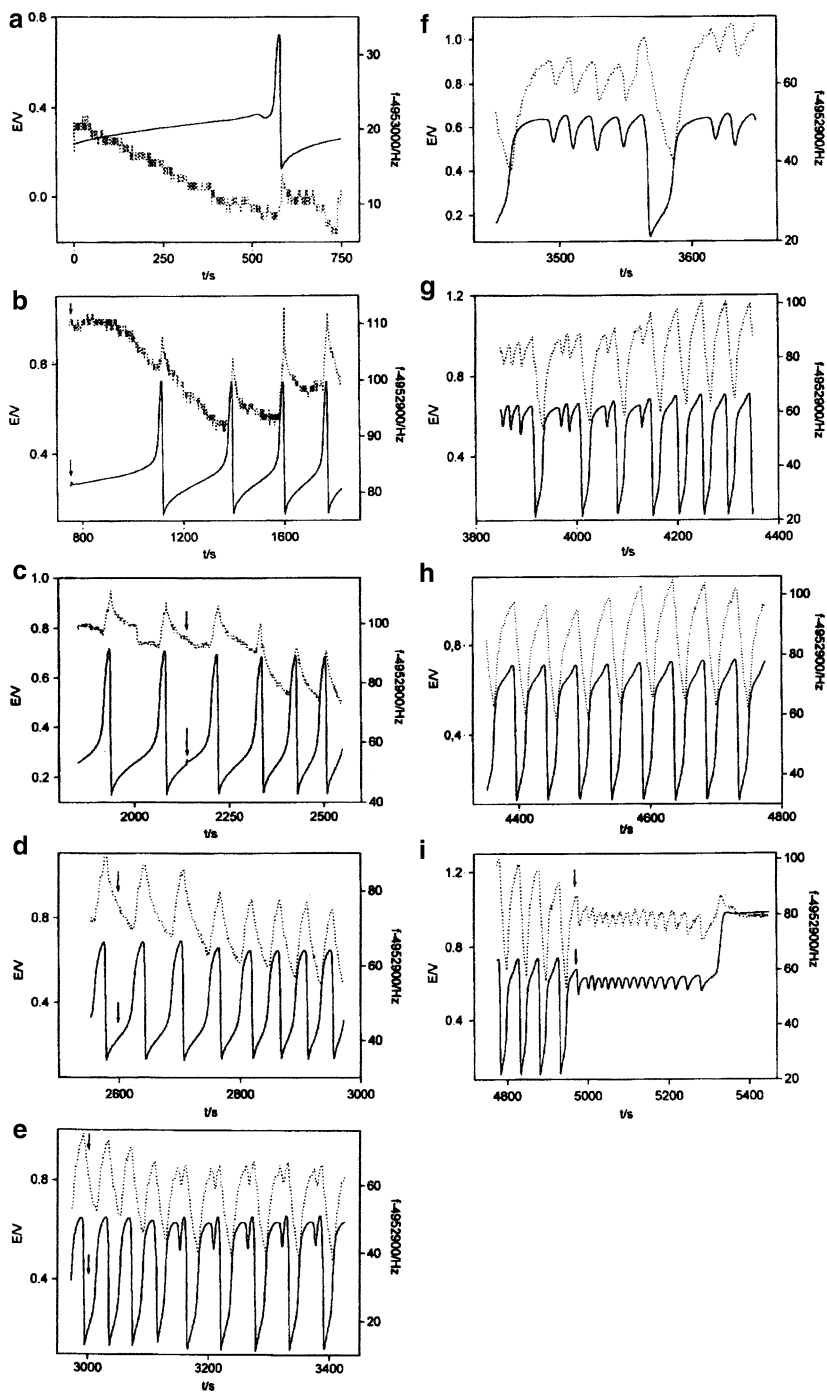 a
0.8
0.4
0.0
E/V
30
20
10
f-4953000/Hz
0 250 500 750
t/s
b
0.8
0.4
E/V
110
100
90
80
f-4952900/Hz
800 1200 1600
t/s
c
1.0
0.8
0.6
0.4
0.2
E/V
100
80
60
40
f-4952900/Hz
2000 2250 2500
t/s
d
0.8
0.4
E/V
80
60
40
f-4952900/Hz
2600 2800 3000
t/s
e
0.8
0.4
E/V
60
40
20
f-4952900/Hz
3000 3200 3400
t/s
f
1.0
0.8
0.6
0.4
0.2
E/V
60
40
20
f-4952900/Hz
3500 3600
t/s
g
1.2
0.8
0.4
E/V
100
80
60
40
20
f-4952900/Hz
3800 4000 4200 4400
t/s
h
0,8
0,4
E/V
100
80
60
40
f-4952900/Hz
4400 4600 4800
t/s
i
1.2
0.8
0.4
E/V
100
80
60
40
20
f-4952900/Hz
4800 5000 5200 5400
t/s